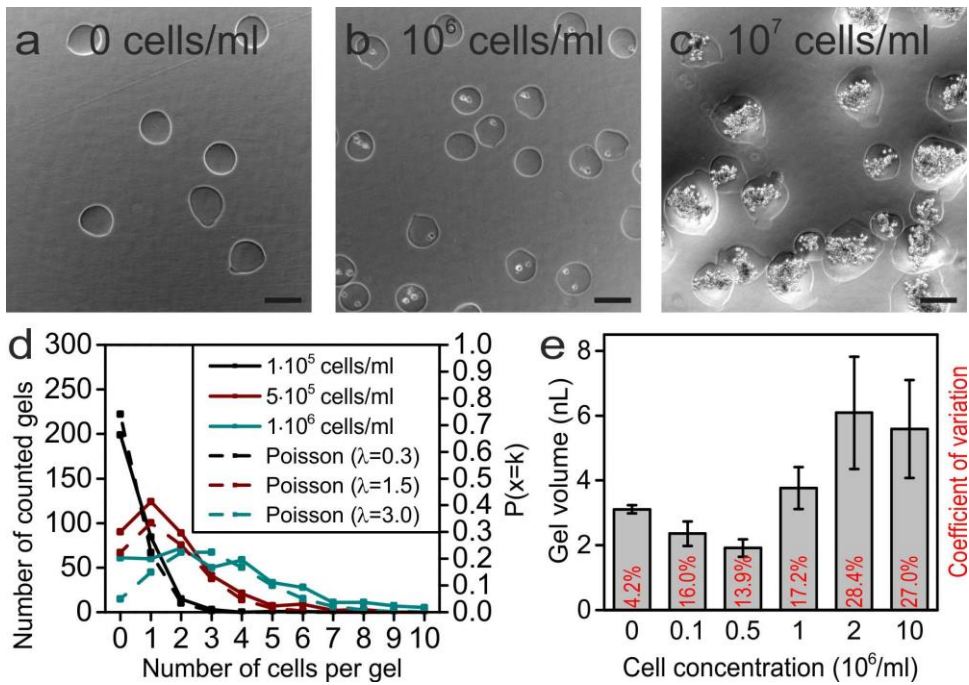 a 0 cells/ml
b 10⁶ cells/ml
c 10⁷ cells/ml
d
300
250
200
150
100
50
0
Number of counted gels
1·10⁵ cells/ml
5·10⁵ cells/ml
1·10⁶ cells/ml
Poisson (λ=0.3)
Poisson (λ=1.5)
Poisson (λ=3.0)
1.0
0.9
0.8
0.7
0.6
0.5
0.4
0.3
0.2
0.1
0.0
P(x=k)
0 1 2 3 4 5 6 7 8 9 10
Number of cells per gel
e
8
6
4
2
0
Gel volume (nL)
4.2% 16.0% 13.9% 17.2% 28.4% 27.0%
Coefficient of variation
0 0.1 0.5 1 2 10
Cell concentration (10⁶/ml)